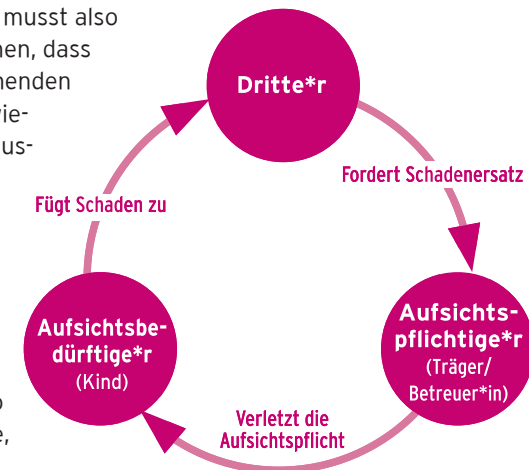 musst also
nen, dass
nenden
wie-
us-
Dritte*r
Fordert Schadenersatz
Fügt Schaden zu
Aufsichtsbe-
dürftige*r
(Kind)
Aufsichts-
pflichtige*r
(Träger/
Betreuer*in)
Verletzt die
Aufsichtspflicht